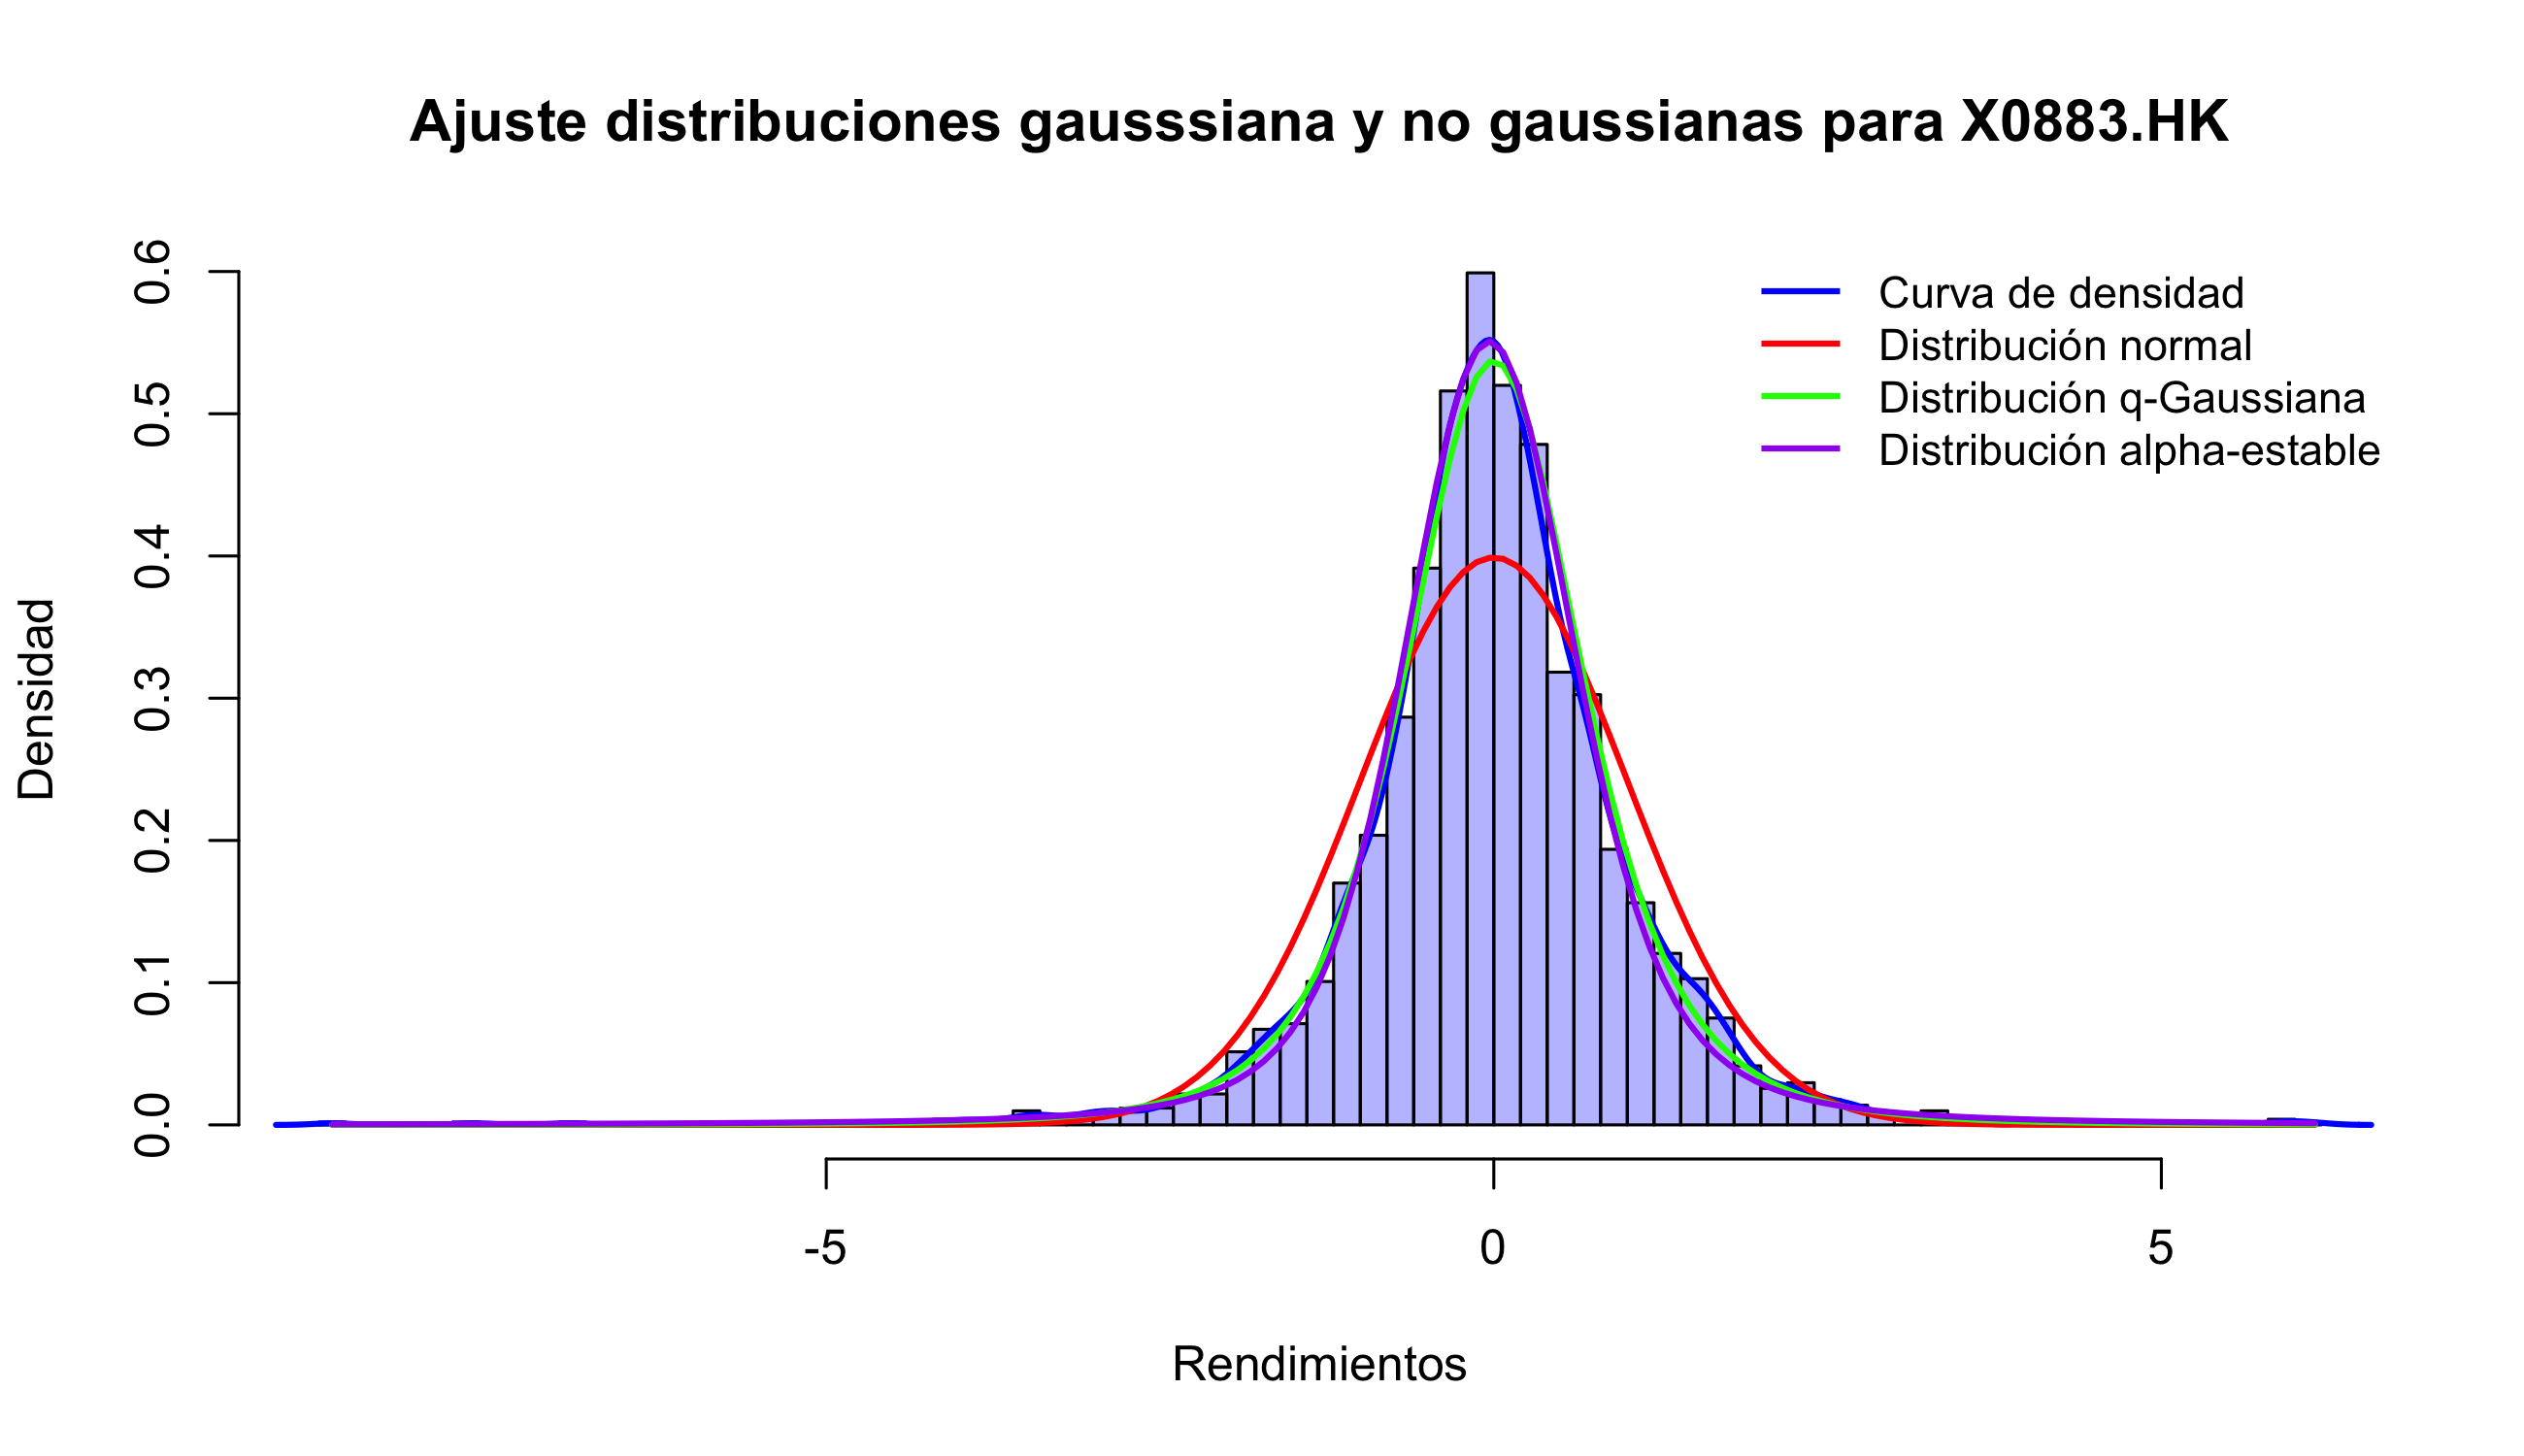 Ajuste distribuciones gausssiana y no gaussianas para X0883.HK
Curva de densidad
Distribución normal
Distribución q-Gaussiana
Distribución alpha-estable
Densidad
0.6
0.5
0.4
0.3
0.2
0.1
0.0
-5
0
5
Rendimientos